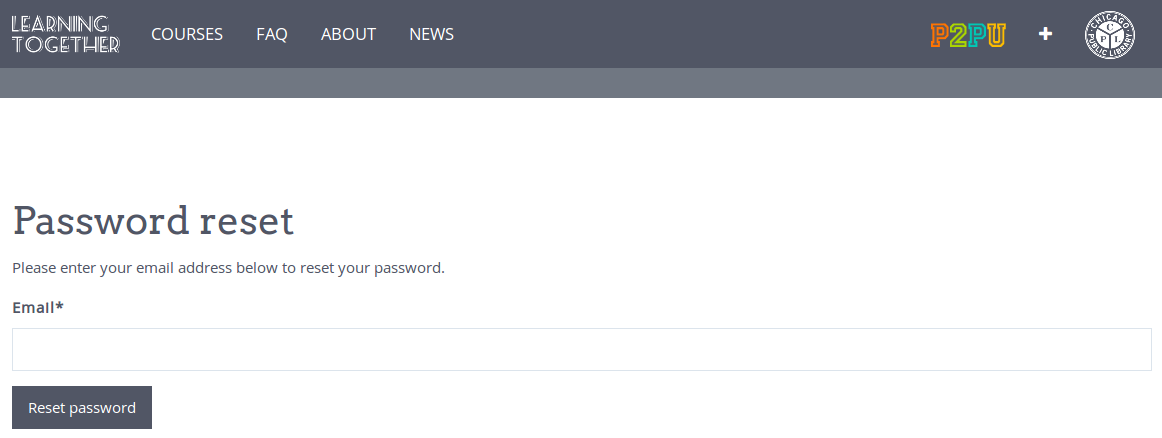 LEARNING
TOGETHER
COURSES
FAQ
ABOUT
NEWS
P2PU
+
CHICAGO PUBLIC LIBRARY
C
P L
Password reset
Please enter your email address below to reset your password.
Email*
Reset password